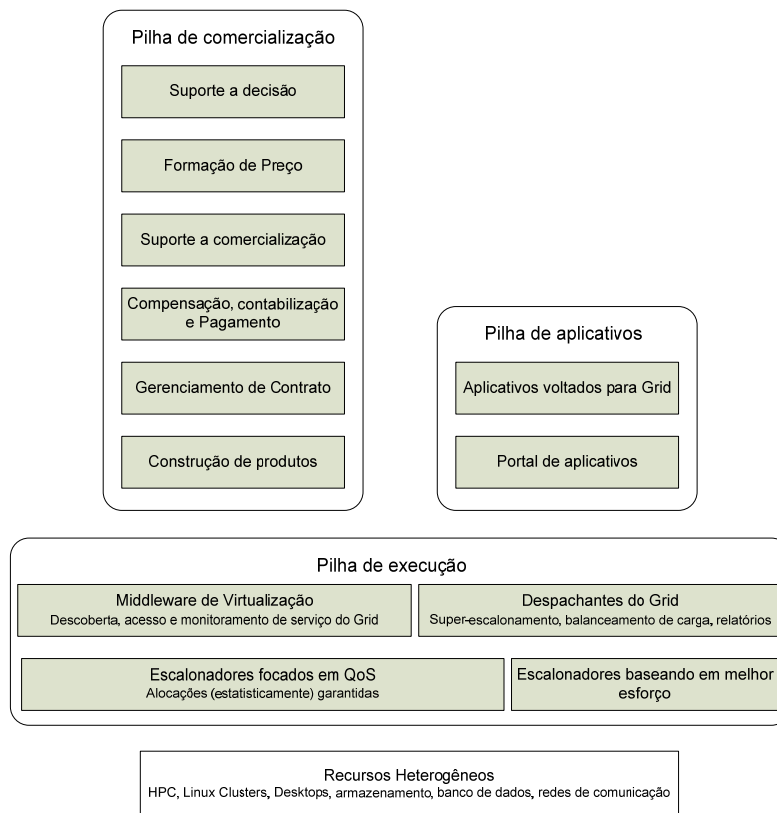 Pilha de comercialização
Suporte a decisão
Formação de Preço
Suporte a comercialização
Compensação, contabilização
e Pagamento
Gerenciamento de Contrato
Construção de produtos
Pilha de aplicativos
Aplicativos voltados para Grid
Portal de aplicativos
Pilha de execução
Middleware de Virtualização
Descoberta, acesso e monitoramento de serviço do Grid
Despachantes do Grid
Super-escalonamento, balanceamento de carga, relatórios
Escalonadores focados em QoS
Alocações (estatisticamente) garantidas
Escalonadores baseando em melhor
esforço
Recursos Heterogêneos
HPC, Linux Clusters, Desktops, armazenamento, banco de dados, redes de comunicação